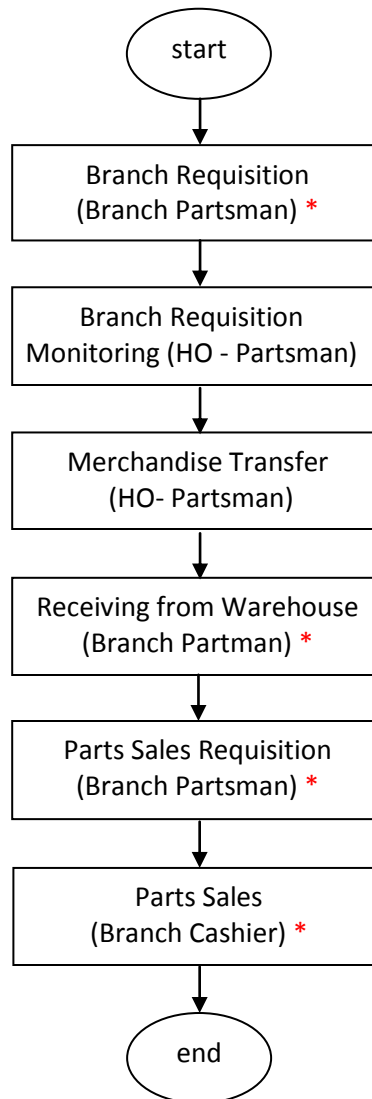 start
Branch Requisition
(Branch Partsman) *
Branch Requisition
Monitoring (HO - Partsman)
Merchandise Transfer
(HO- Partsman)
Receiving from Warehouse
(Branch Partman) *
Parts Sales Requisition
(Branch Partsman) *
Parts Sales
(Branch Cashier) *
end